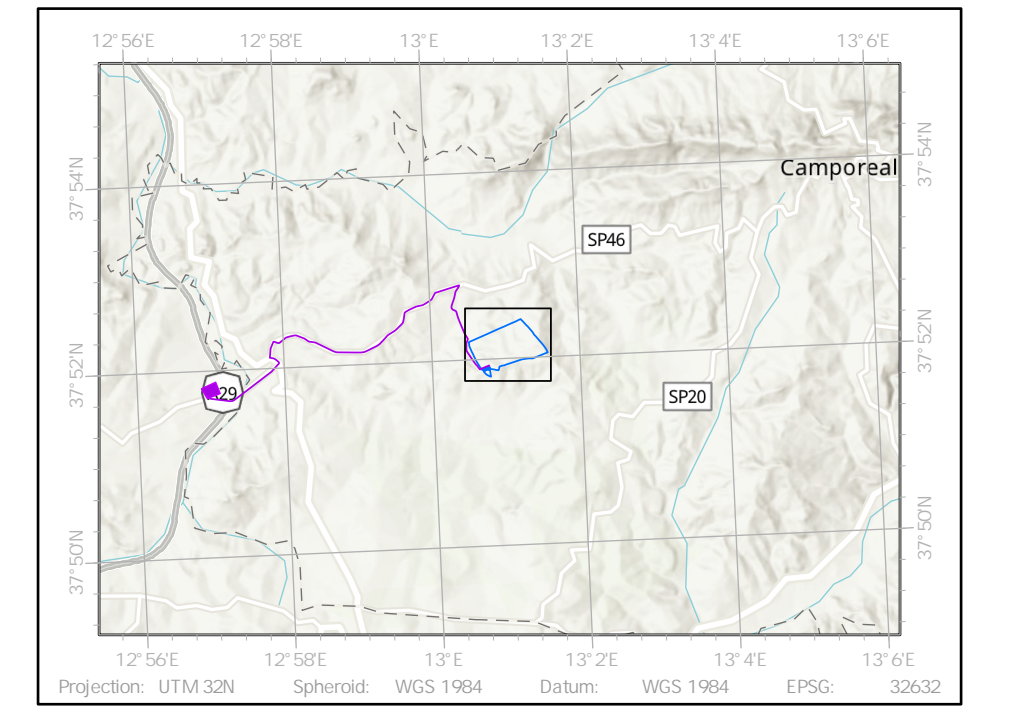 12°56'E 12°58'E 13°E 13°2'E 13°4'E 13°6'E
37°54'N 37°54'N
Camporeal
SP46
37°52'N 37°52'N
29
SP20
37°50'N 37°50'N
12°56'E 12°58'E 13°E 13°2'E 13°4'E 13°6'E
Projection: UTM 32N Spheroid: WGS 1984 Datum: WGS 1984 EPSG: 32632